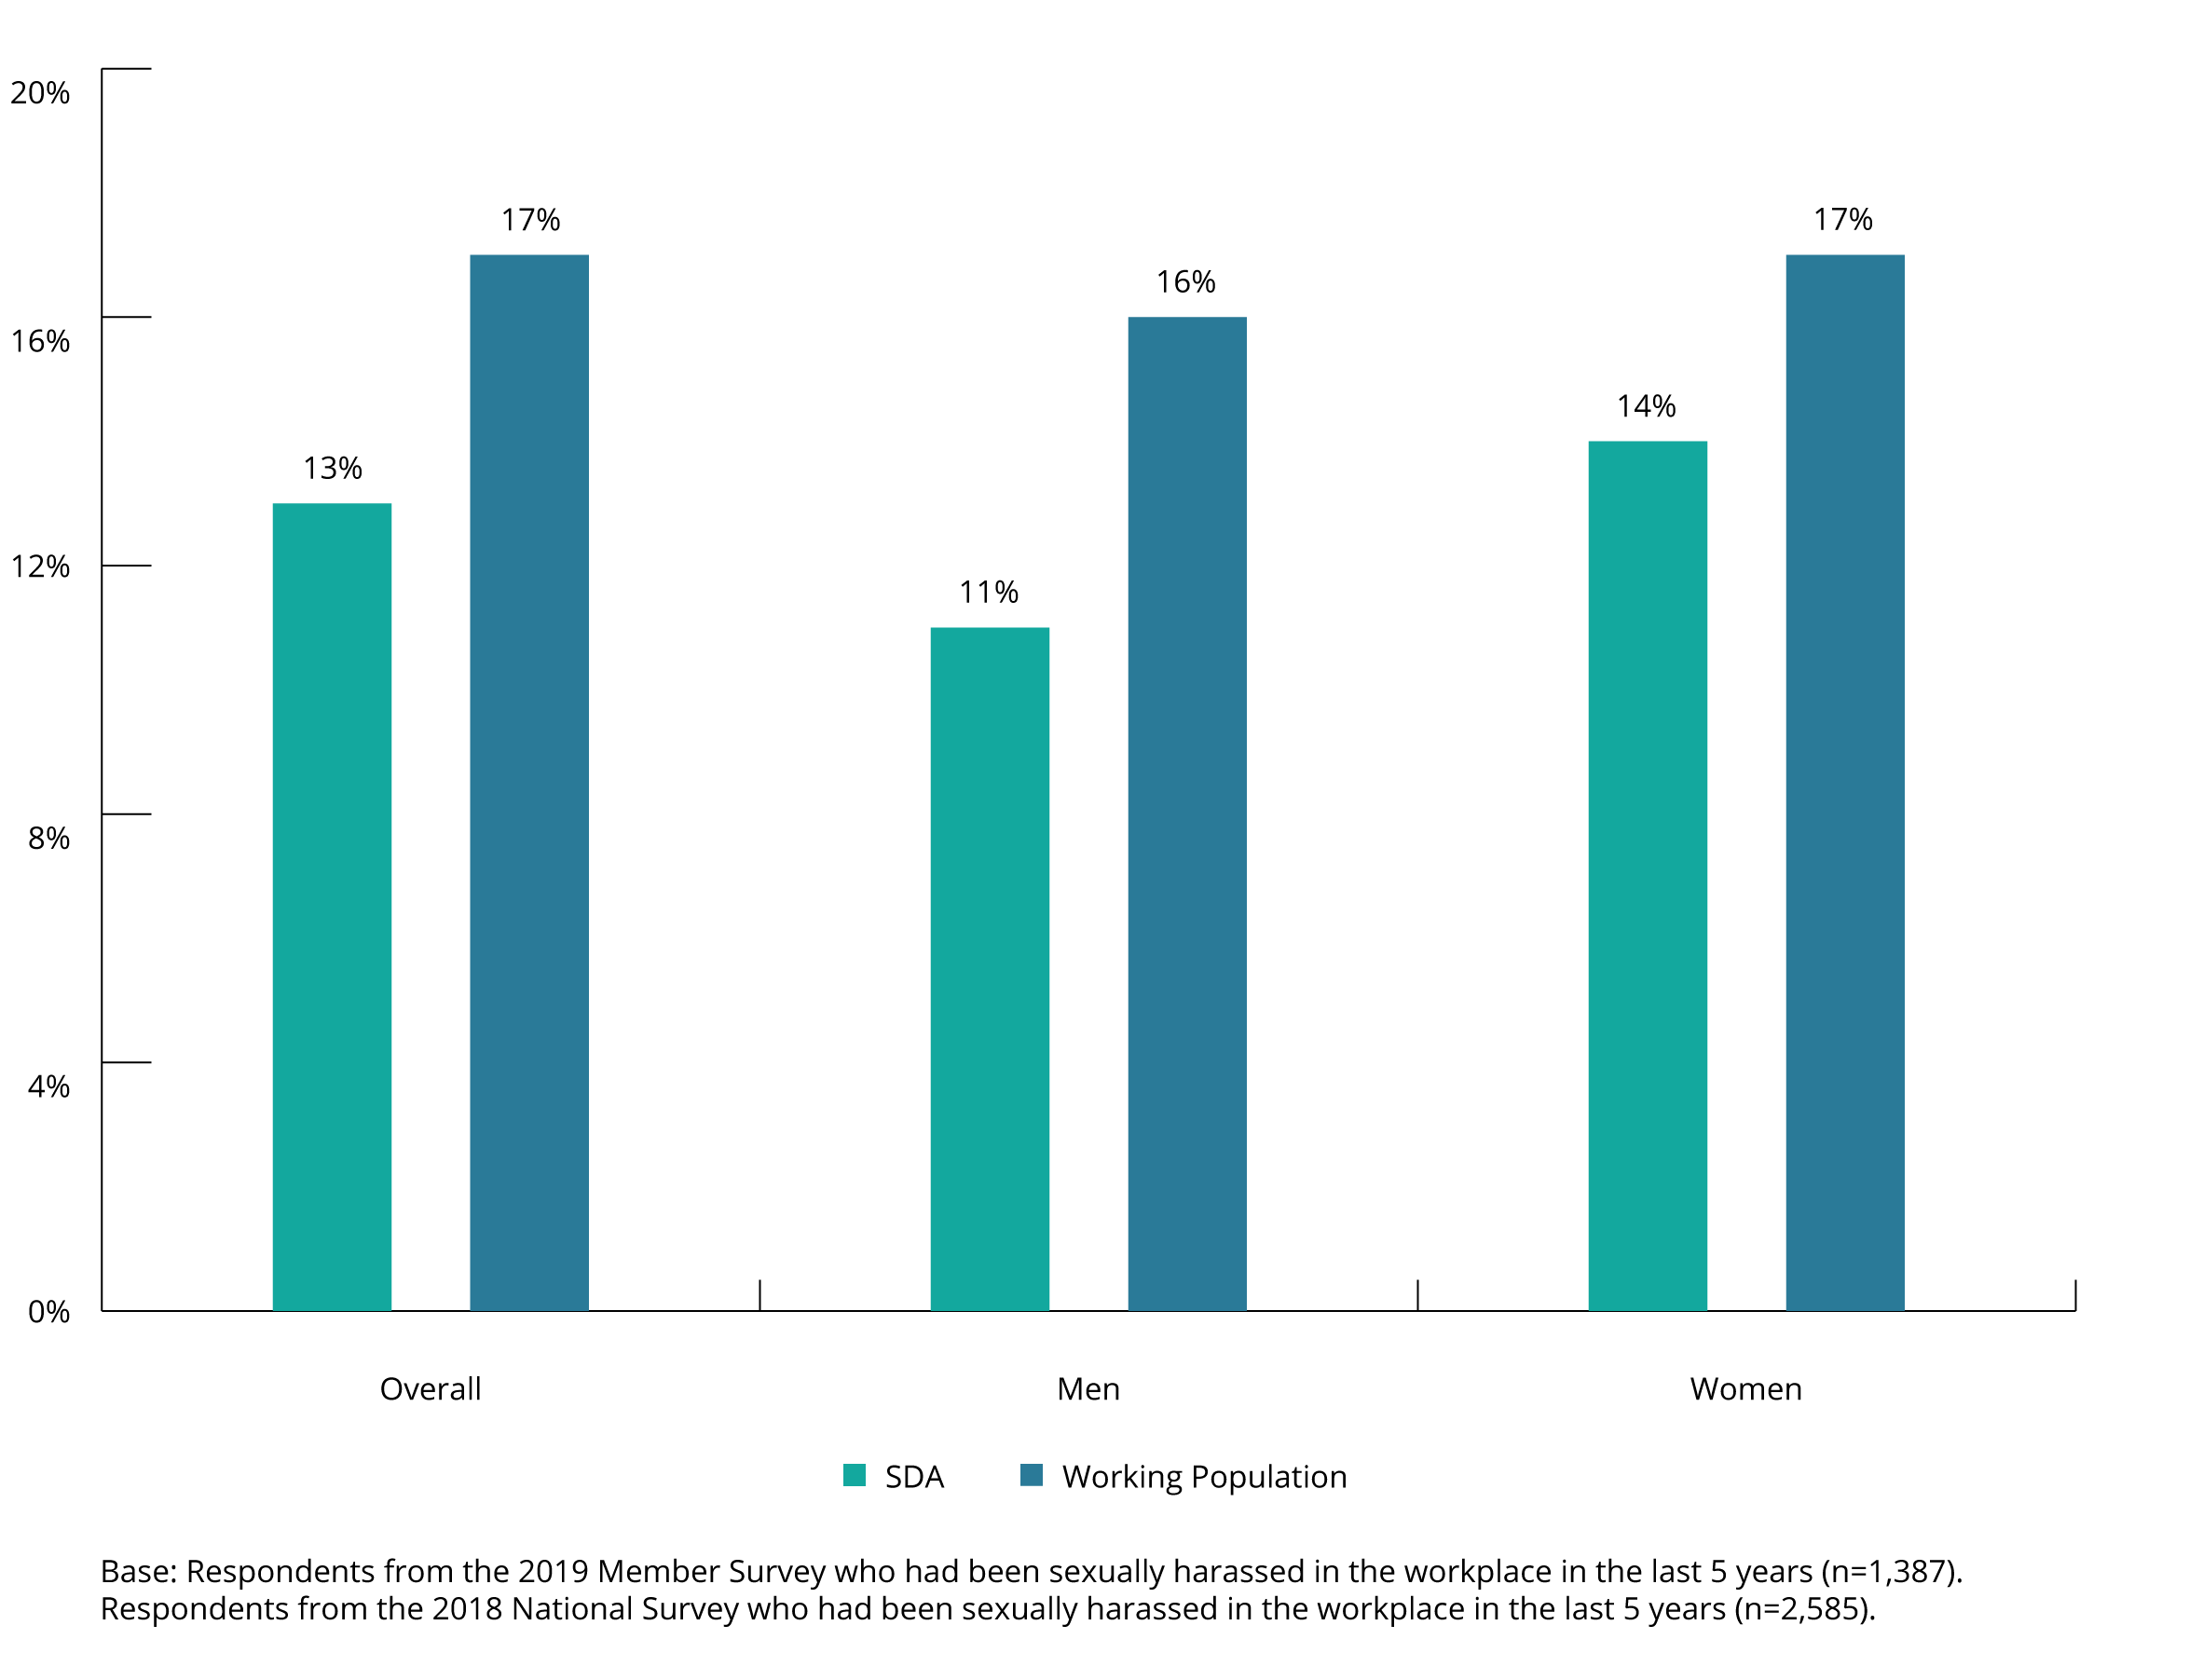 20%
16%
12%
8%
4%
0%
13%
17%
11%
16%
14%
17%
Overall
Men
Women
SDA
Working Population
Base: Respondents from the 2019 Member Survey who had been sexually harassed in the workplace in the last 5 years (n=1,387).
Respondents from the 2018 National Survey who had been sexually harassed in the workplace in the last 5 years (n=2,585).